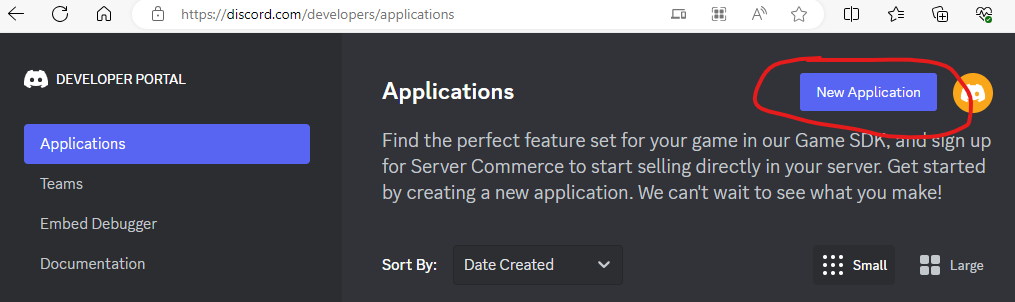 https://discord.com/developers/applications
DEVELOPER PORTAL
Applications
Teams
Embed Debugger
Documentation
Applications
New Application
Find the perfect feature set for your game in our Game SDK, and sign up
for Server Commerce to start selling directly in your server. Get started
by creating a new application. We can't wait to see what you make!
Sort By: Date Created Small Large